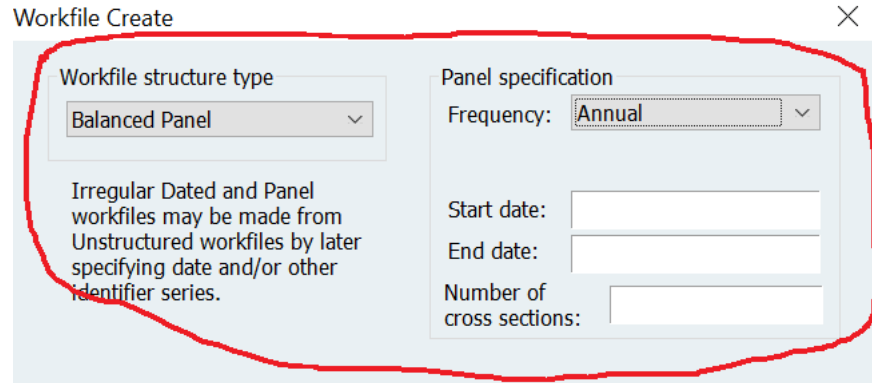 Workfile Create
Workfile structure type
Balanced Panel
Irregular Dated and Panel
workfiles may be made from
Unstructured workfiles by later
specifying date and/or other
identifier series.
Panel specification
Frequency: Annual
Start date:
End date:
Number of
cross sections: